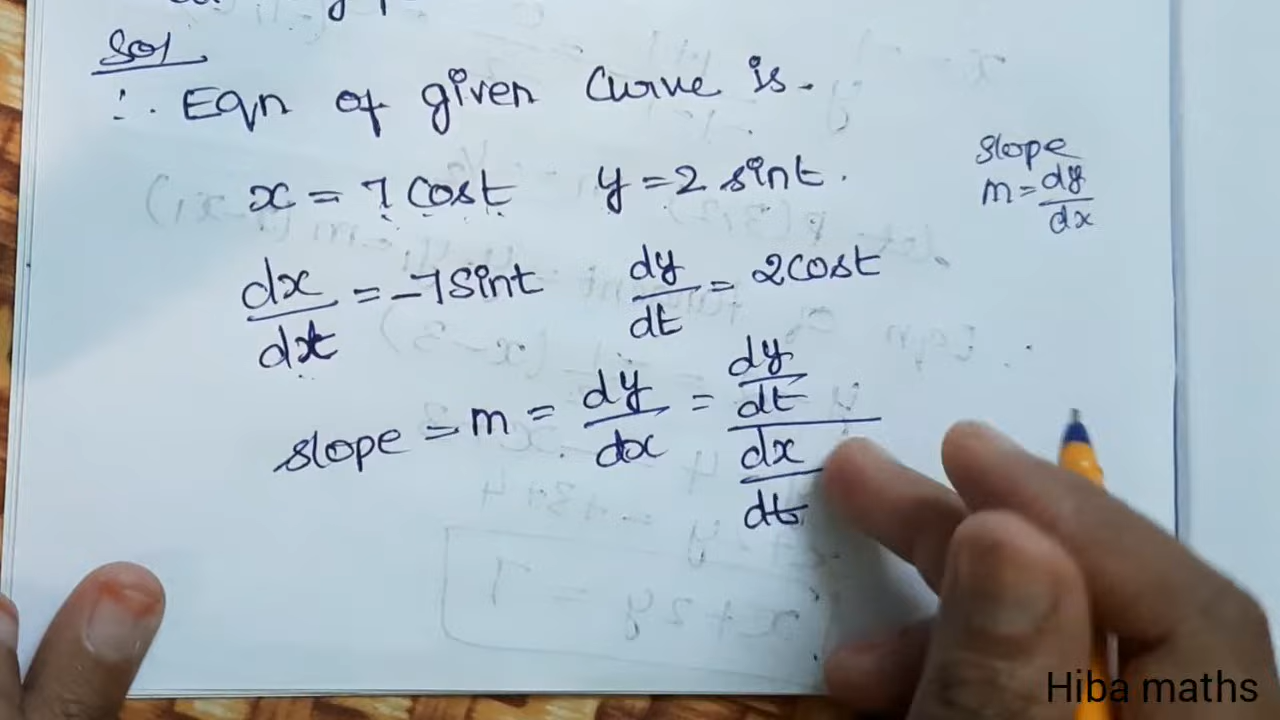 Sol
∴ Eqn of given Curve is.
x = 7 cost y = 2 sint.
slope
m = dy/dx
dx/dt = -7sint dy/dt = 2cost
slope = m = dy/dx = dy/dt / dx/dt
Hiba maths